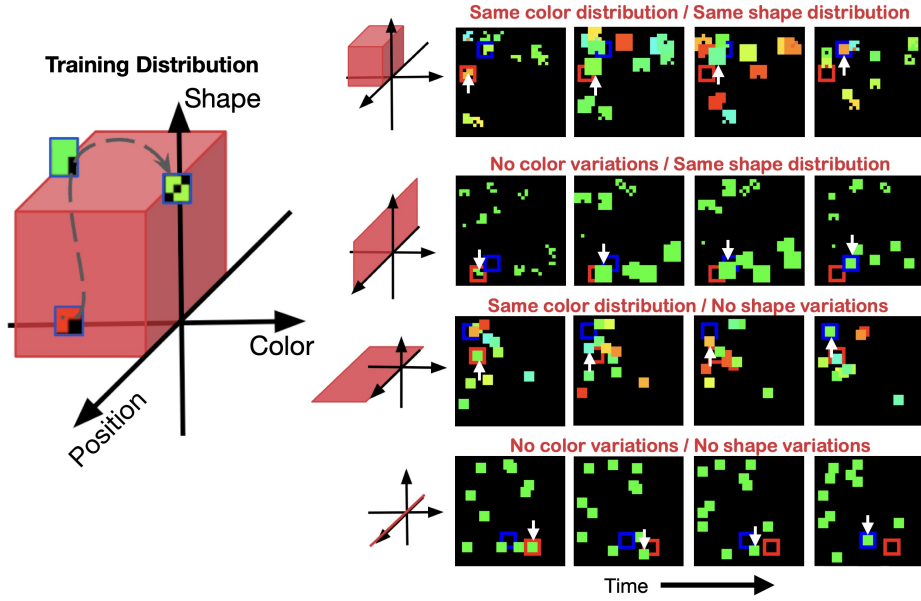 Same color distribution / Same shape distribution
Training Distribution
Shape
No color variations / Same shape distribution
Same color distribution / No shape variations
Color
Position
No color variations / No shape variations
Time